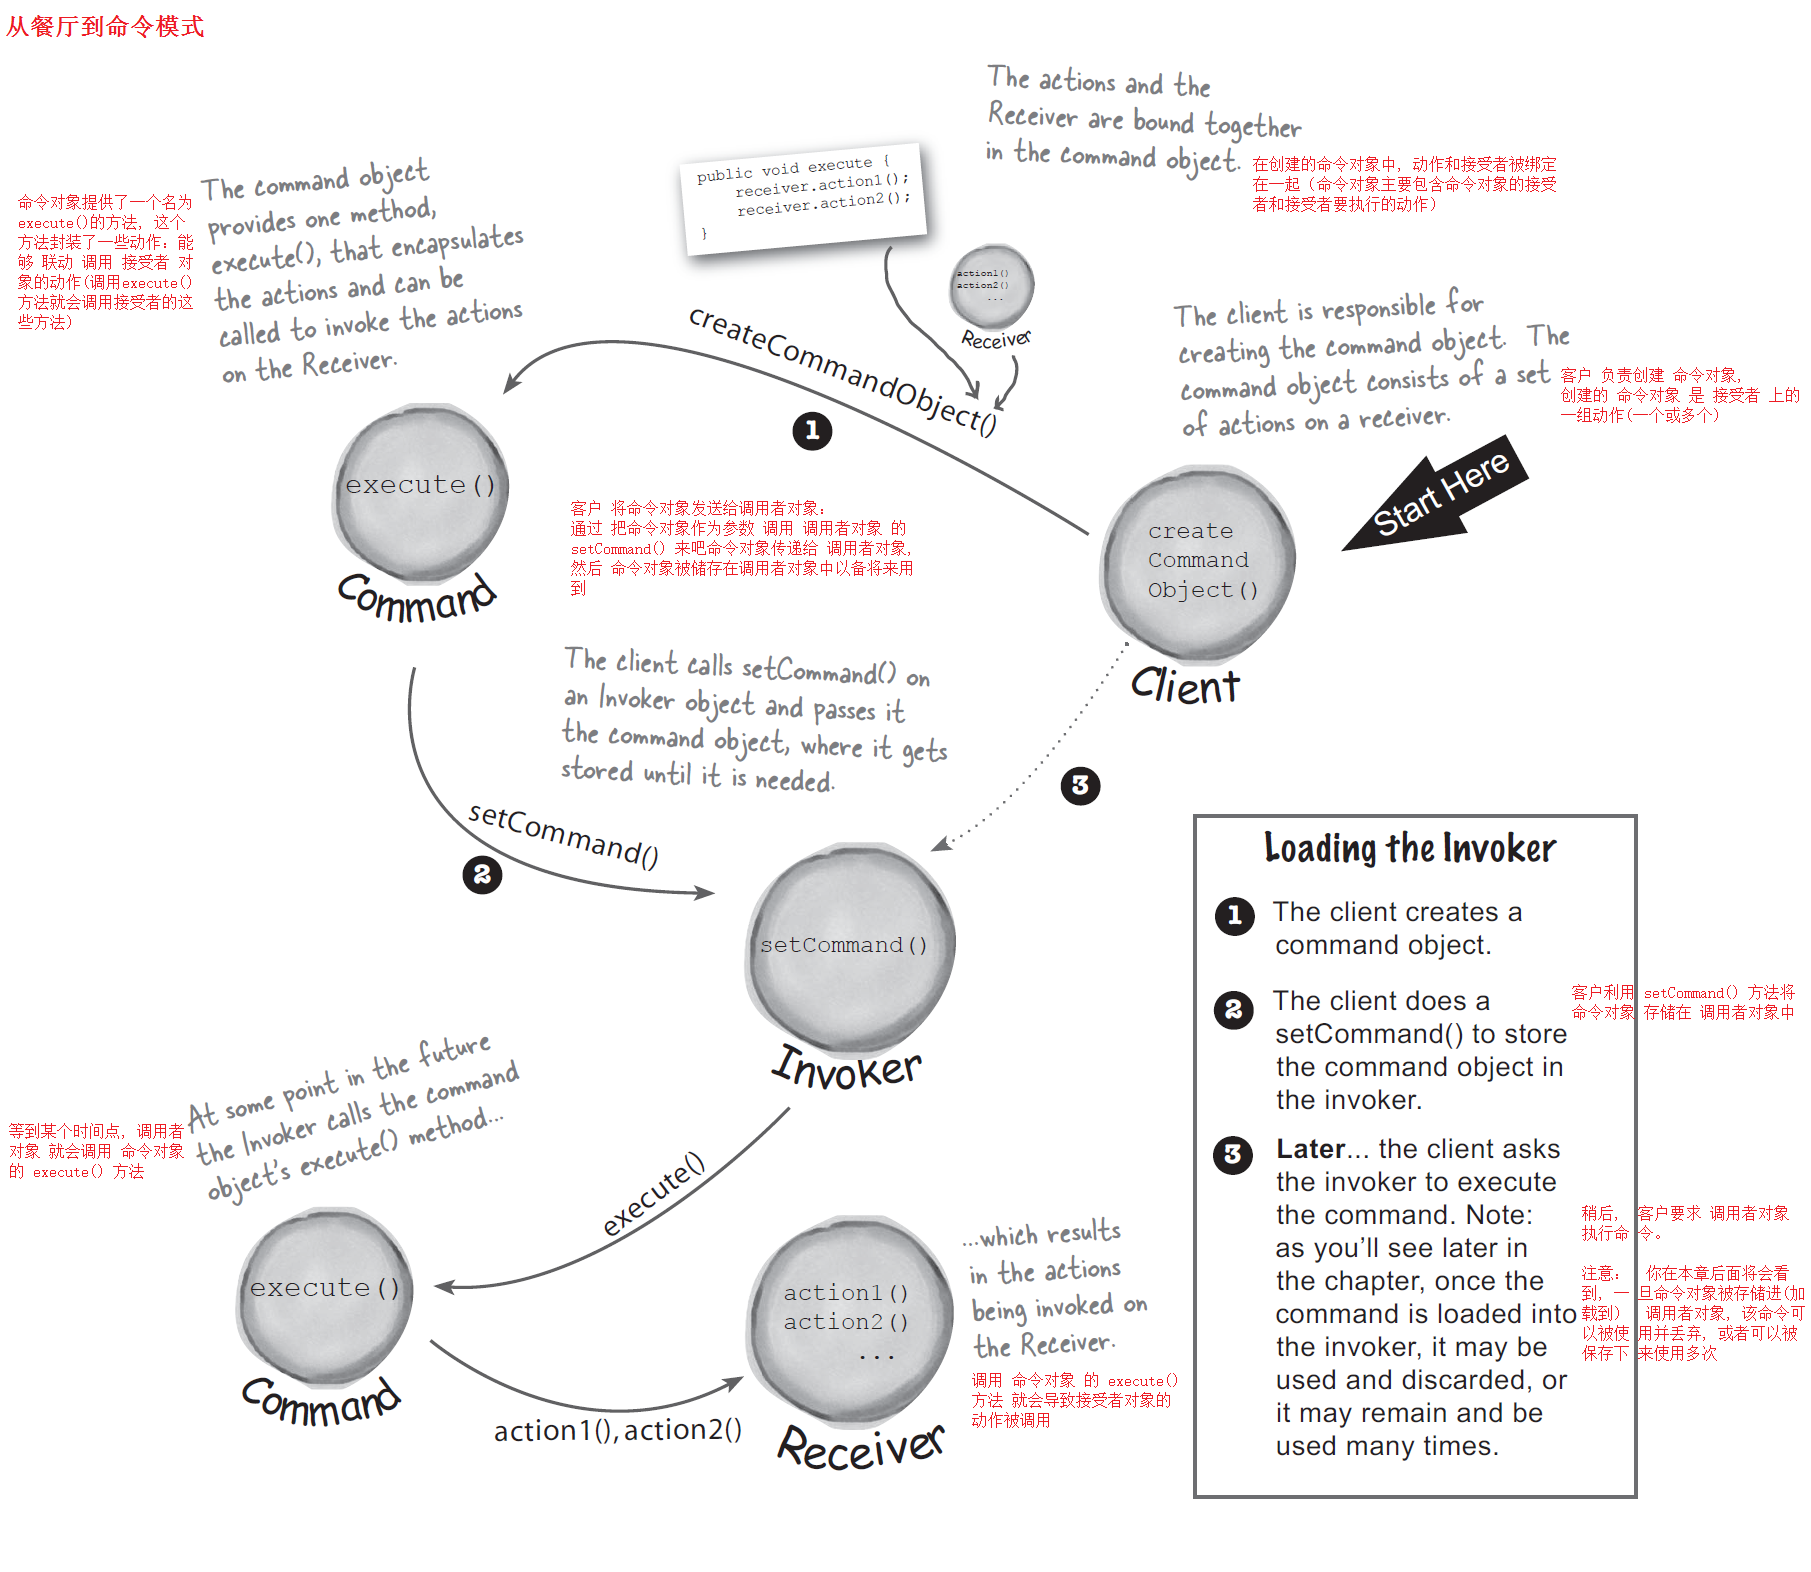 从餐厅到命令模式
The actions and the
Receiver are bound together
in the command object.
在创建的命令对象中，动作和接受者被绑定
在一起（命令对象主要包含命令对象的接受
者和接受者要执行的动作）
public void execute {
receiver.action1();
receiver.action2();
}
action1()
action2()
...
Receiver
命令对象提供了一个名为
execute()的方法，这个
方法封装了一些动作：能
够 联动 调用 接受者 对
象的动作(调用execute()
方法就会调用接受者的这
些方法)
The command object
provides one method,
execute(), that encapsulates
the actions and can be
called to invoke the actions
on the Receiver.
createCommandObject()
1
The client is responsible for
creating the command object. The
command object consists of a set
of actions on a receiver.
客户 负责创建 命令对象，
创建的 命令对象 是 接受者 上的
一组动作(一个或多个)
Start Here
execute()
Command
客户 将命令对象发送给调用者对象：
通过 把命令对象作为参数 调用 调用者对象 的
setCommand() 来吧命令对象传递给 调用者对象，
然后 命令对象被储存在调用者对象中以备将来用
到
create
Command
Object()
Client
The client calls setCommand() on
an Invoker object and passes it
the command object, where it gets
stored until it is needed.
setCommand()
2
3
setCommand()
Invoker
Loading the Invoker
1 The client creates a
command object.
2 The client does a
setCommand() to store
the command object in
the invoker.
客户利用 setCommand() 方法将
命令对象 存储在 调用者对象中
3 Later... the client asks
the invoker to execute
the command. Note:
as you'll see later in
the chapter, once the
command is loaded into
the invoker, it may be
used and discarded, or
it may remain and be
used many times.
稍后， 客户要求 调用者对象
执行命 令。
注意： 你在本章后面将会看
到，一 旦命令对象被存储进(加
载到) 调用者对象，该命令可
以被使 用并丢弃，或者可以被
保存下 来使用多次
等到某个时间点，调用者
对象 就会调用 命令对象
的 execute() 方法
At some point in the future
the Invoker calls the command
object's execute() method...
execute()
execute()
Command
action1(), action2()
action1()
action2()
...
Receiver
...which results
in the actions
being invoked on
the Receiver.
调用 命令对象 的 execute()
方法 就会导致接受者对象的
动作被调用